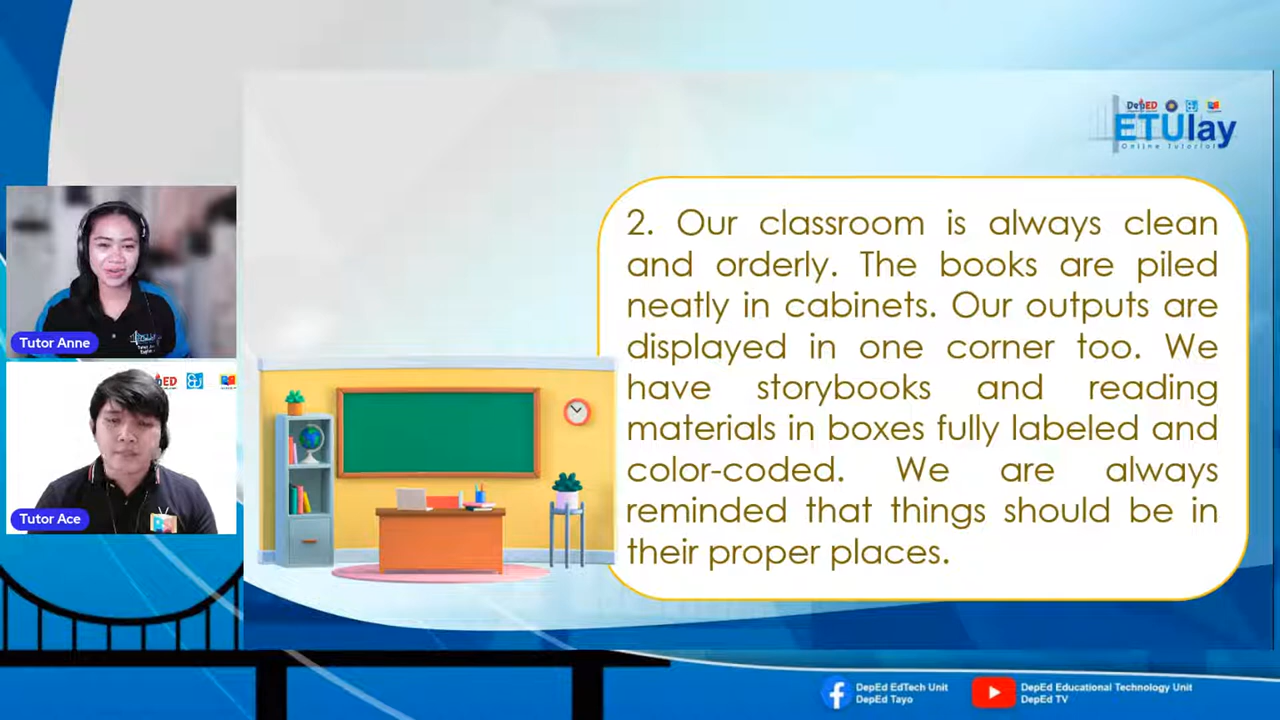 DepED
ETUlay
Online Tutorial
2. Our classroom is always clean
and orderly. The books are piled
neatly in cabinets. Our outputs are
displayed in one corner too. We
have storybooks and reading
materials in boxes fully labeled and
color-coded. We are always
reminded that things should be in
their proper places.
Tutor Anne
Tutor Ace
DepEd EdTech Unit
DepEd Tayo
DepEd Educational Technology Unit
DepEd TV